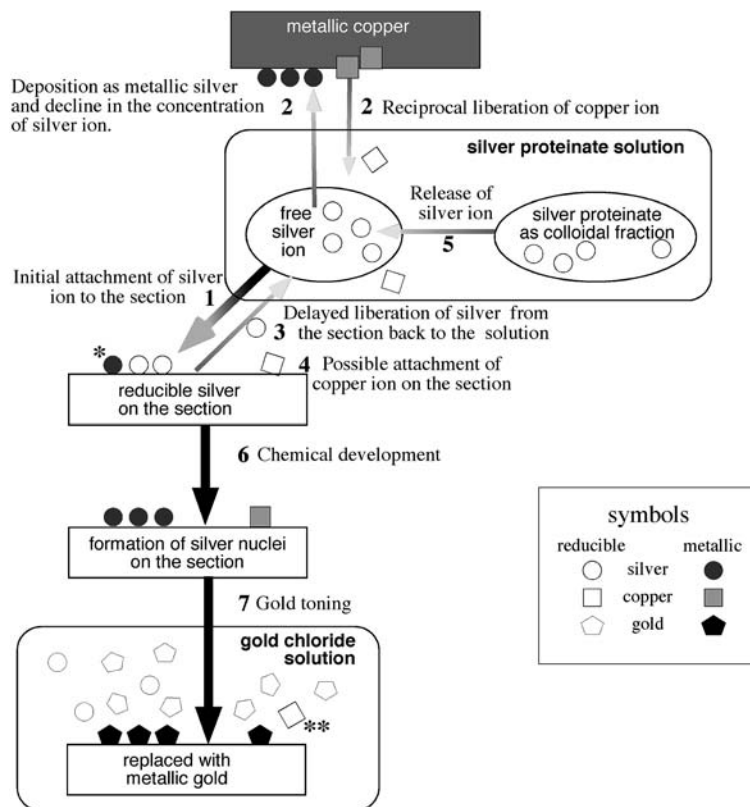 metallic copper
Deposition as metallic silver
and decline in the concentration
of silver ion.
2
2 Reciprocal liberation of copper ion
silver proteinate solution
Release of
silver ion
5
free
silver
ion
silver proteinate
as colloidal fraction
Initial attachment of silver
ion to the section
1
3 Delayed liberation of silver from
the section back to the solution
*
4 Possible attachment of
copper ion on the section
reducible silver
on the section
6 Chemical development
formation of silver nuclei
on the section
7 Gold toning
gold chloride
solution
**
replaced with
metallic gold
symbols
reducible metallic
silver
copper
gold